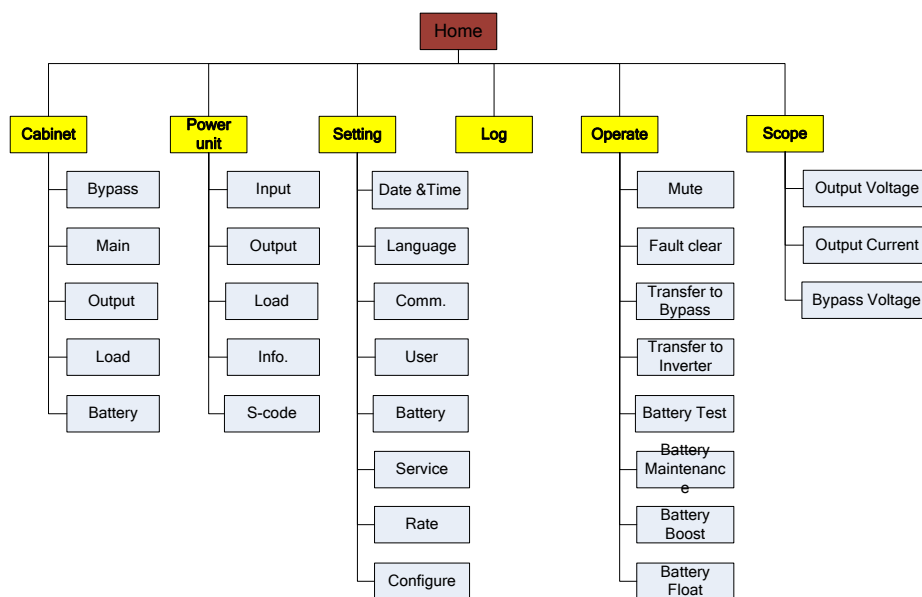 Home
Cabinet
Power
unit
Setting
Log
Operate
Scope
Bypass
Main
Output
Load
Battery
Input
Output
Load
Info.
S-code
Date &Time
Language
Comm.
User
Battery
Service
Rate
Configure
Mute
Fault clear
Transfer to
Bypass
Transfer to
Inverter
Battery Test
Battery
Maintenanc
e
Battery
Boost
Battery
Float
Output Voltage
Output Current
Bypass Voltage